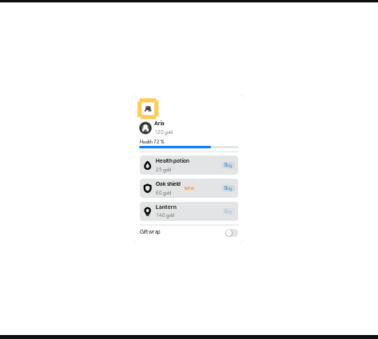 Aria
120 gold
Health 72 %
Health potion
25 gold
Buy
Oak shield NEW
60 gold
Buy
Lantern
140 gold
Buy
Gift wrap